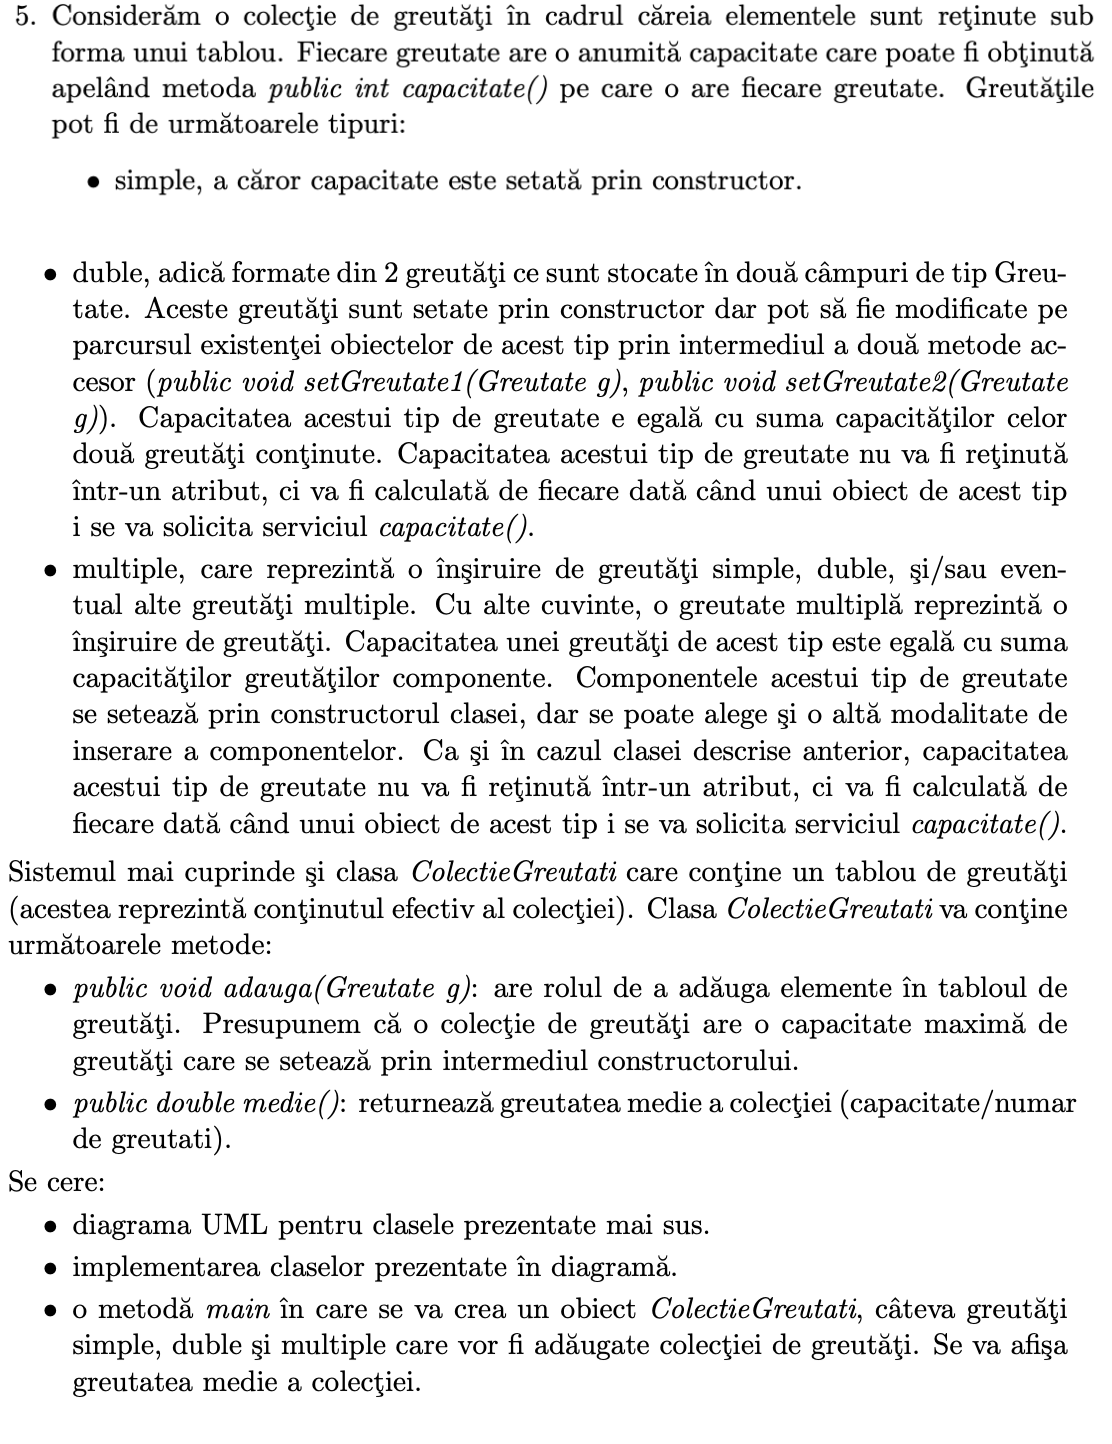 5. Considerăm o colecţie de greutăţi în cadrul căreia elementele sunt reţinute sub
forma unui tablou. Fiecare greutate are o anumită capacitate care poate fi obţinută
apelând metoda public int capacitate() pe care o are fiecare greutate. Greutăţile
pot fi de următoarele tipuri:
• simple, a căror capacitate este setată prin constructor.
• duble, adică formate din 2 greutăţi ce sunt stocate în două câmpuri de tip Greu-
tate. Aceste greutăţi sunt setate prin constructor dar pot să fie modificate pe
parcursul existenţei obiectelor de acest tip prin intermediul a două metode ac-
cesor (public void setGreutate1(Greutate g), public void setGreutate2(Greutate
g)). Capacitatea acestui tip de greutate e egală cu suma capacităţilor celor
două greutăţi conţinute. Capacitatea acestui tip de greutate nu va fi reţinută
într-un atribut, ci va fi calculată de fiecare dată când unui obiect de acest tip
i se va solicita serviciul capacitate().
• multiple, care reprezintă o înşiruire de greutăţi simple, duble, şi/sau even-
tual alte greutăţi multiple. Cu alte cuvinte, o greutate multiplă reprezintă o
înşiruire de greutăţi. Capacitatea unei greutăţi de acest tip este egală cu suma
capacităţilor greutăţilor componente. Componentele acestui tip de greutate
se setează prin constructorul clasei, dar se poate alege şi o altă modalitate de
inserare a componentelor. Ca şi în cazul clasei descrise anterior, capacitatea
acestui tip de greutate nu va fi reţinută într-un atribut, ci va fi calculată de
fiecare dată când unui obiect de acest tip i se va solicita serviciul capacitate().
Sistemul mai cuprinde şi clasa ColectieGreutati care conţine un tablou de greutăţi
(acestea reprezintă conţinutul efectiv al colecţiei). Clasa ColectieGreutati va conţine
următoarele metode:
• public void adauga(Greutate g): are rolul de a adăuga elemente în tabloul de
greutăţi. Presupunem că o colecţie de greutăţi are o capacitate maximă de
greutăţi care se setează prin intermediul constructorului.
• public double medie(): returnează greutatea medie a colecţiei (capacitate/numar
de greutati).
Se cere:
• diagrama UML pentru clasele prezentate mai sus.
• implementarea claselor prezentate în diagramă.
• o metodă main în care se va crea un obiect ColectieGreutati, câteva greutăţi
simple, duble şi multiple care vor fi adăugate colecţiei de greutăţi. Se va afişa
greutatea medie a colecţiei.